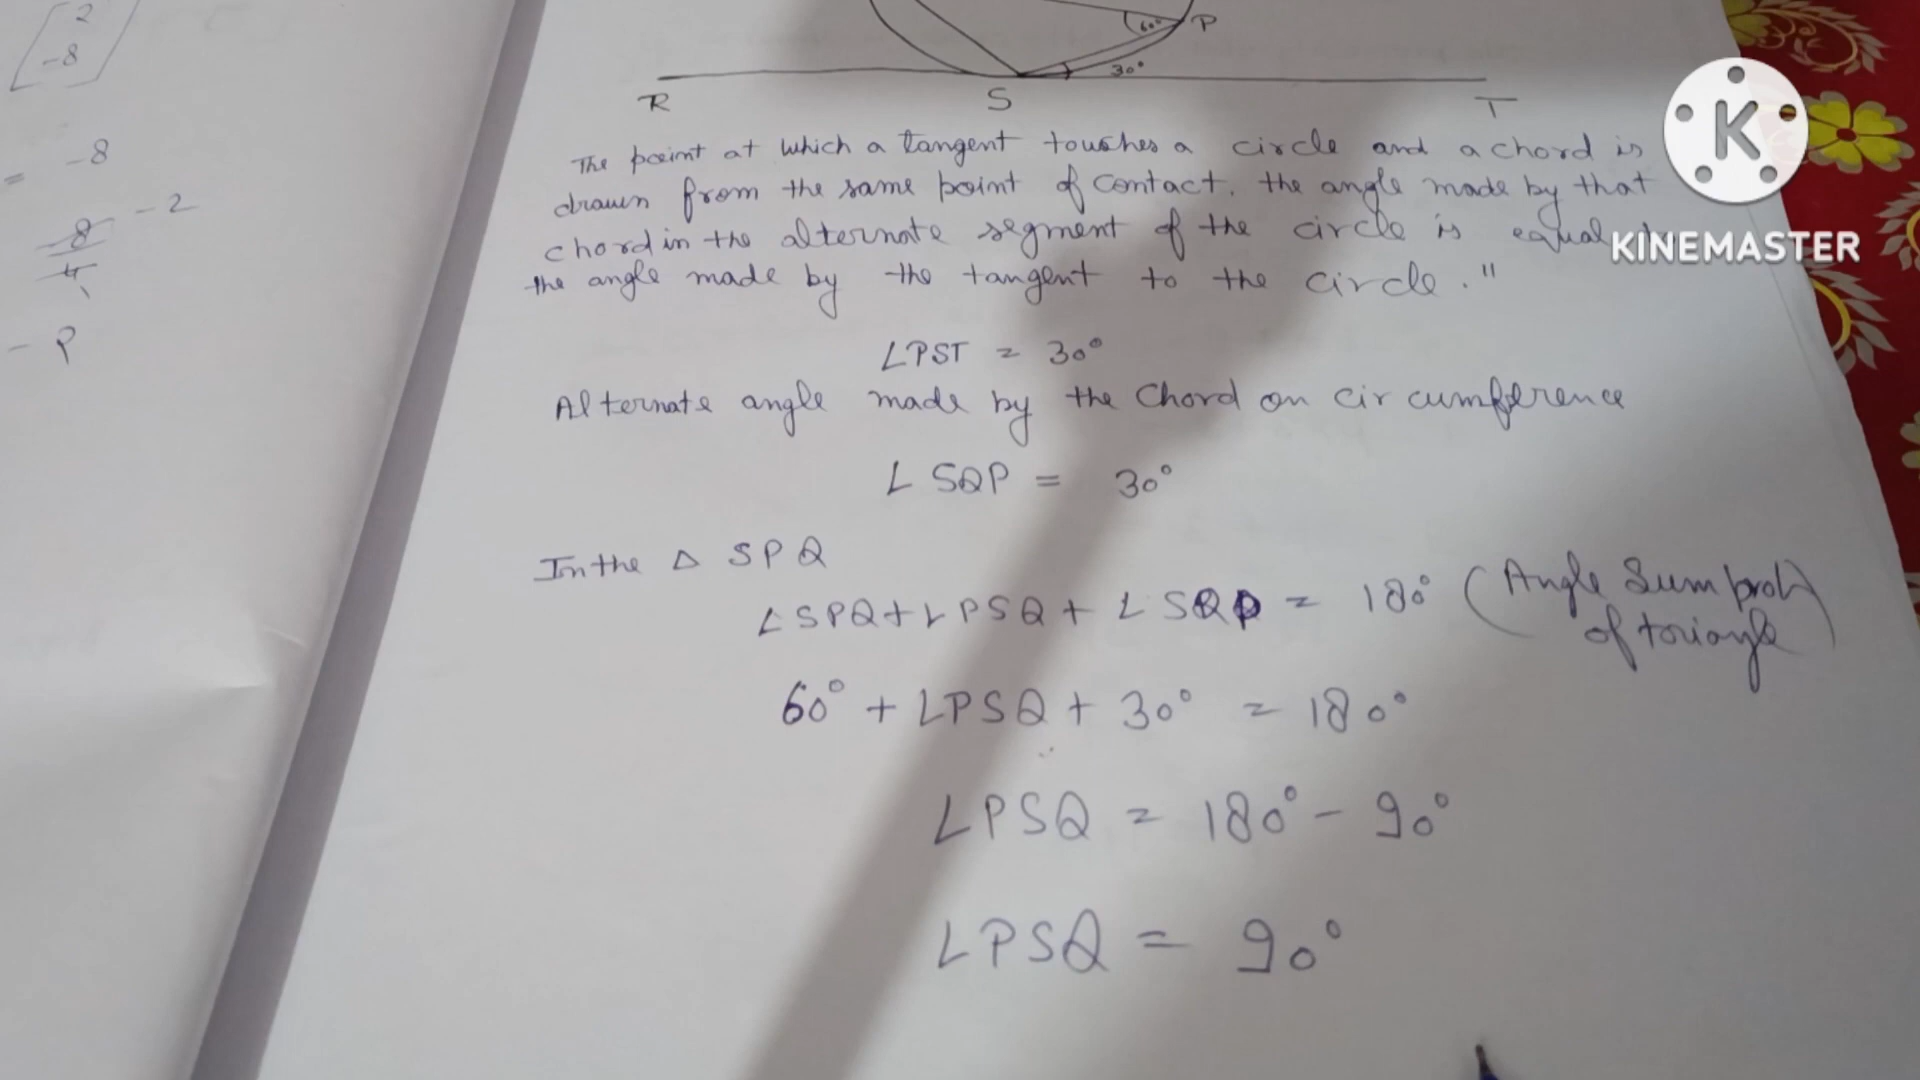 2
-8
= -8
8 - 2
4
1
- P
60° P
30°
R S T
The point at which a tangent touches a circle and a chord is
drawn from the same point of contact. the angle made by that
chord in the alternate segment of the circle is equal
the angle made by the tangent to the circle."
∠PST = 30°
Alternate angle made by the Chord on circumference
∠SQP = 30°
In the △ SPQ
∠SPQ + ∠PSQ + ∠SQP = 180° (Angle Sum
of triangle)
60° + ∠PSQ + 30° = 180°
∠PSQ = 180° - 90°
∠PSQ = 90°
K
KINEMASTER